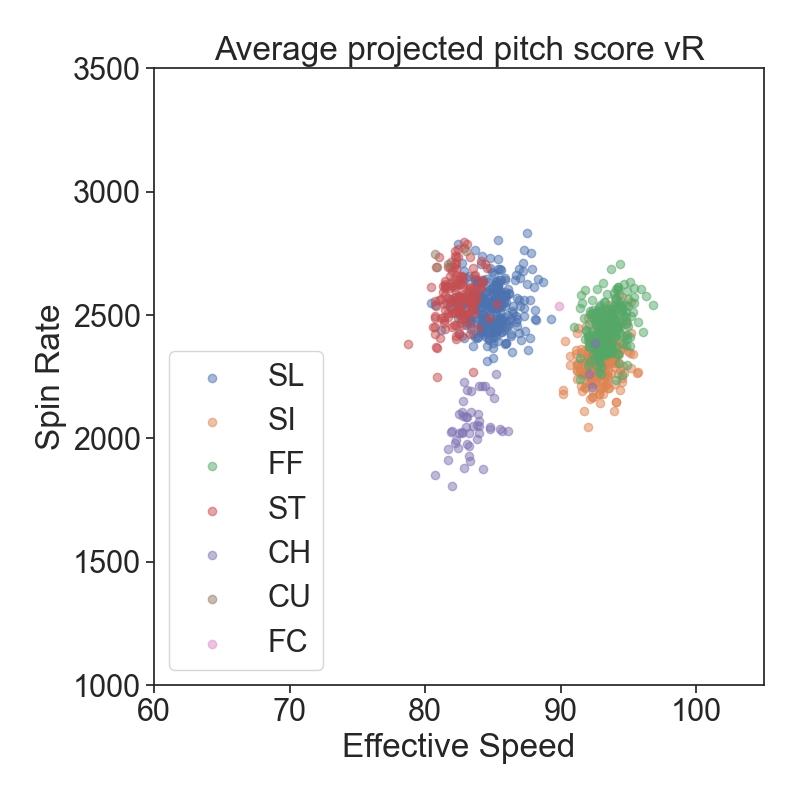 Average projected pitch score vR
3500
3000
2500
2000
1500
1000
Spin Rate
SL
SI
FF
ST
CH
CU
FC
60 70 80 90 100
Effective Speed